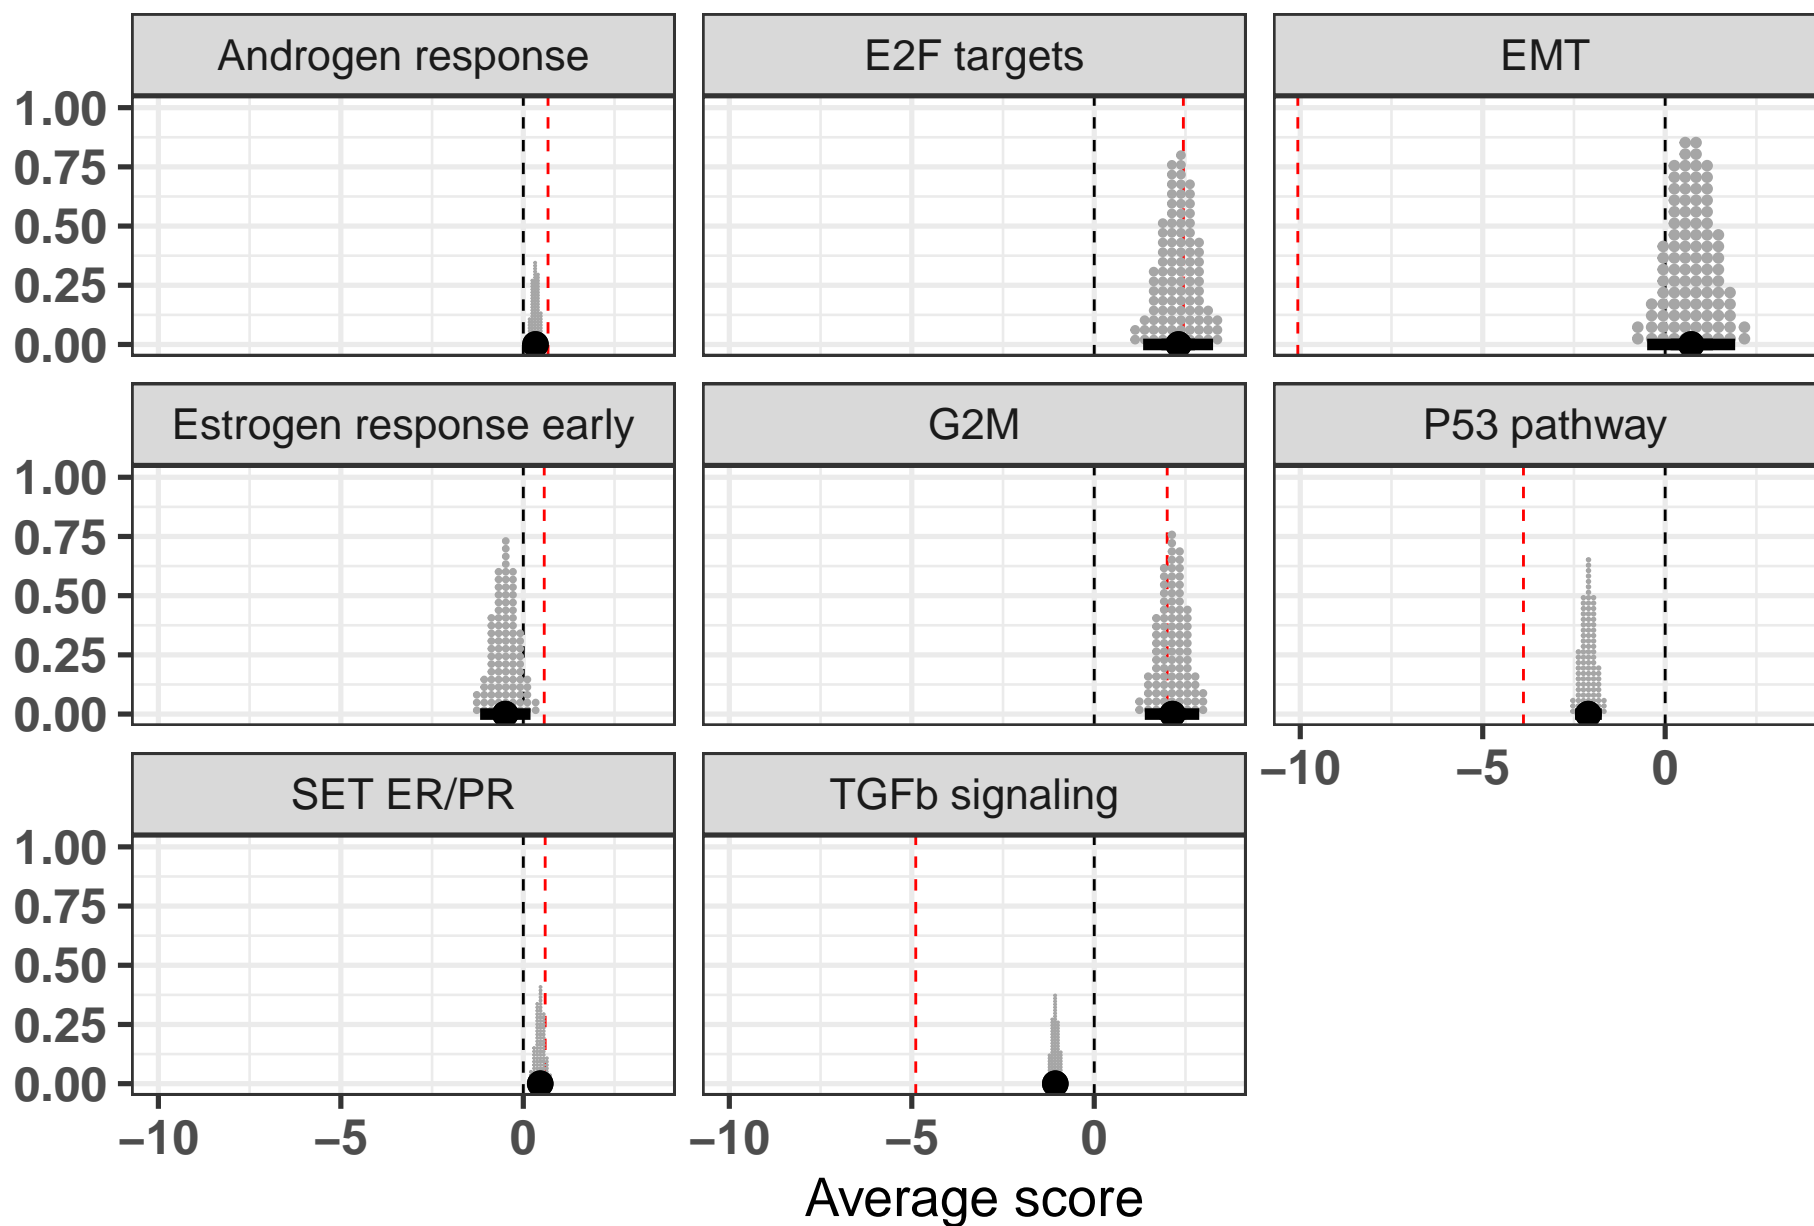 Androgen response E2F targets EMT
1.00
0.75
0.50
0.25
0.00
Estrogen response early G2M P53 pathway
1.00
0.75
0.50
0.25
0.00
−10 −5 0
SET ER/PR TGFb signaling
1.00
0.75
0.50
0.25
0.00
−10 −5 0 −10 −5 0
Average score